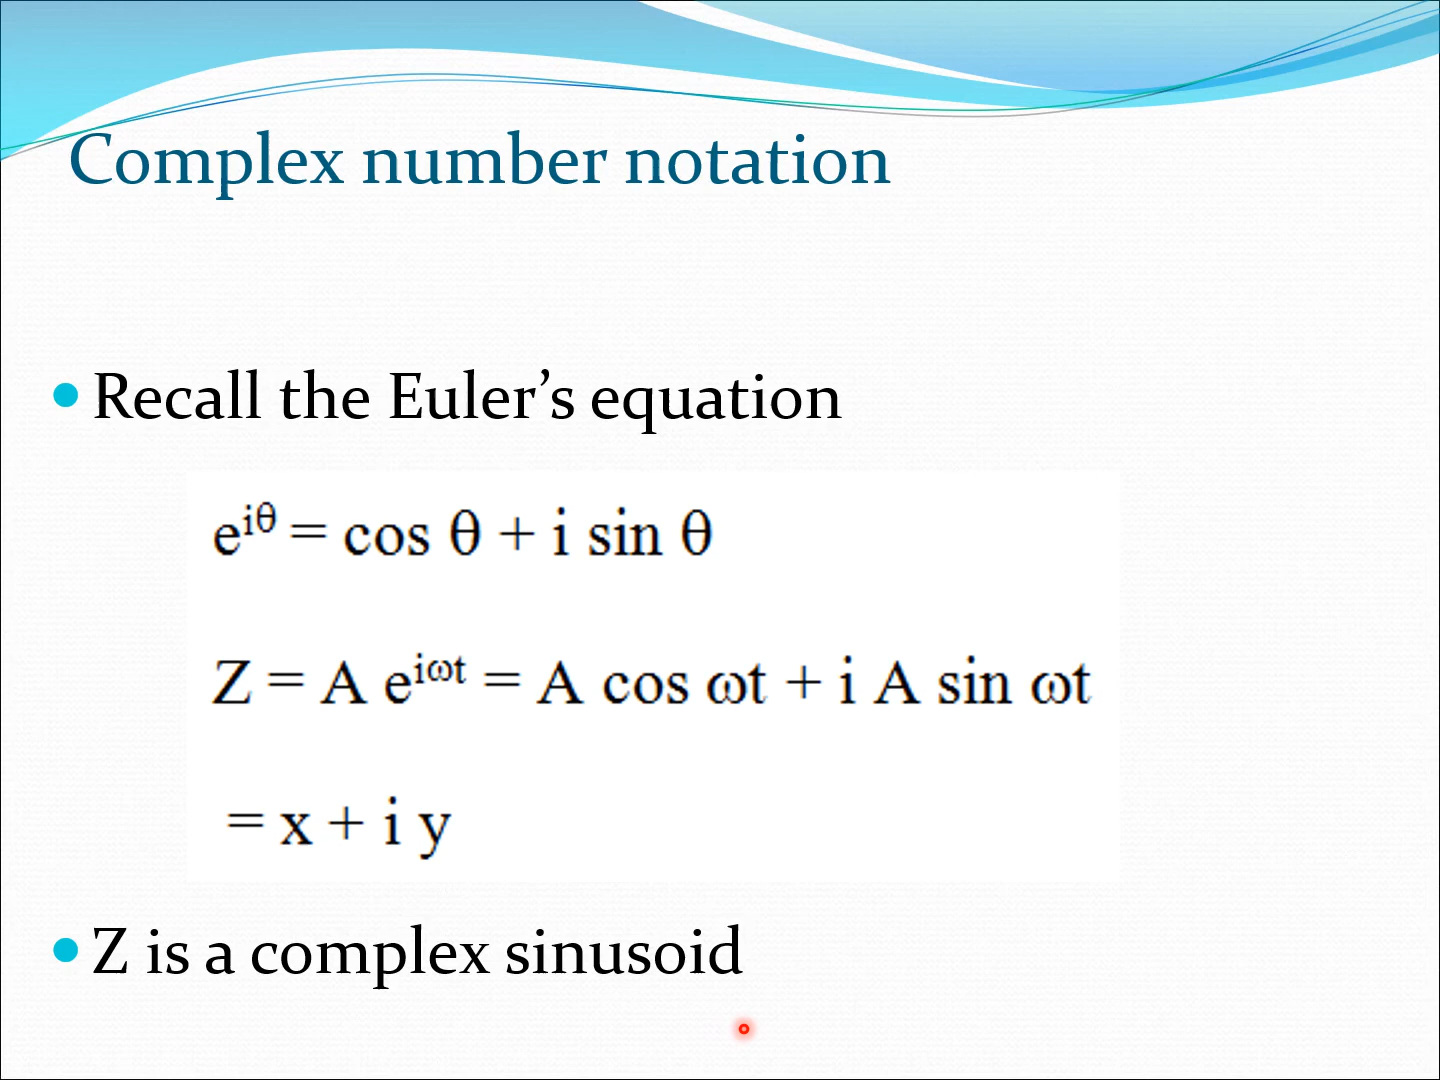 Complex number notation
• Recall the Euler’s equation
e^{iθ} = cos θ + i sin θ
Z = A e^{iωt} = A cos ωt + i A sin ωt
= x + i y
• Z is a complex sinusoid